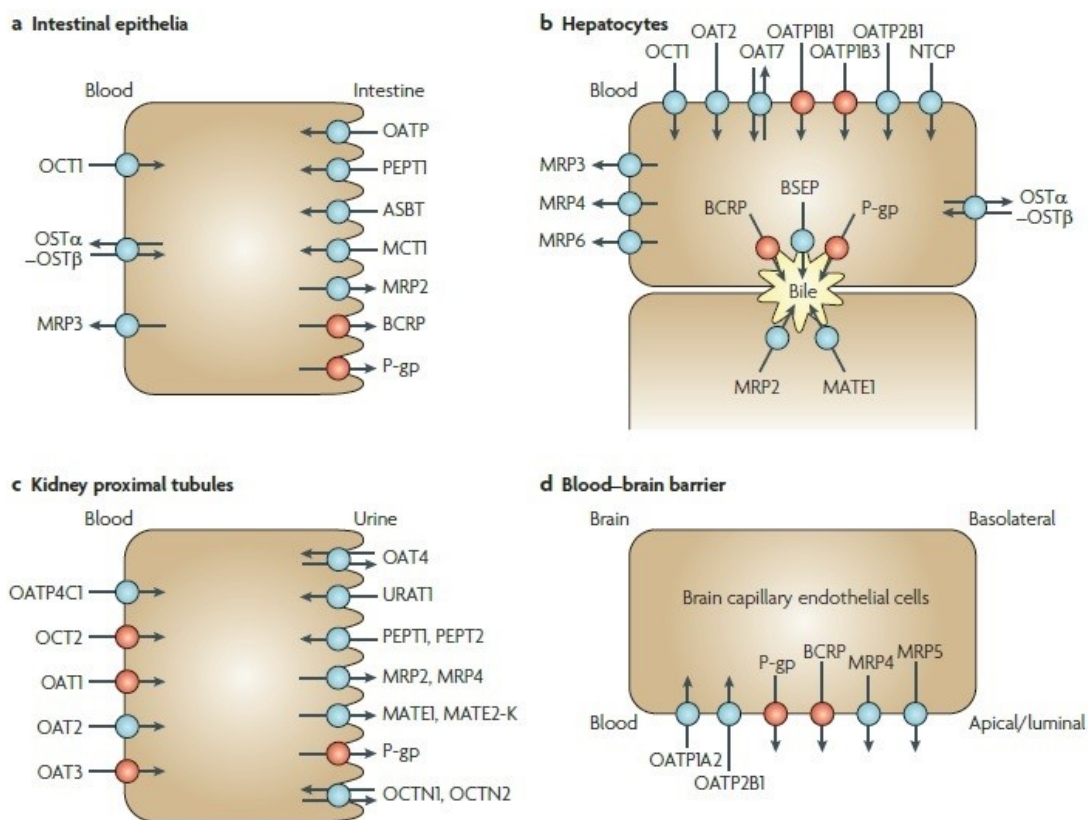 a Intestinal epithelia
Blood
Intestine
OCT1
OSTα
–OSTβ
MRP3
OATP
PEPT1
ASBT
MCT1
MRP2
BCRP
P-gp
b Hepatocytes
Blood
OCT1
OAT2
OAT7
OATP1B1
OATP1B3
OATP2B1
NTCP
MRP3
MRP4
MRP6
BCRP
BSEP
P-gp
OSTα
–OSTβ
Bile
MRP2
MATE1
c Kidney proximal tubules
Blood
Urine
OATP4C1
OCT2
OAT1
OAT2
OAT3
OAT4
URAT1
PEPT1, PEPT2
MRP2, MRP4
MATE1, MATE2-K
P-gp
OCTN1, OCTN2
d Blood–brain barrier
Brain
Basolateral
Brain capillary endothelial cells
P-gp
BCRP
MRP4
MRP5
Blood
Apical/luminal
OATP1A2
OATP2B1